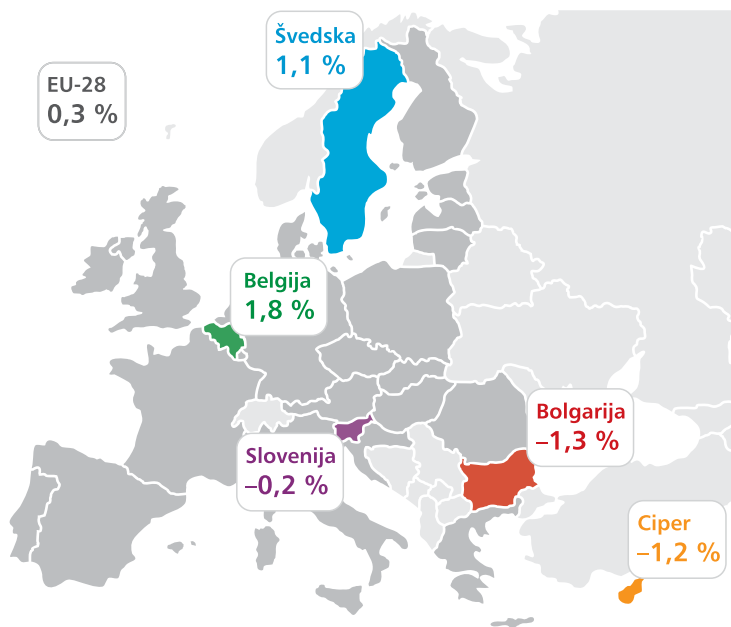 Švedska
1,1 %
EU-28
0,3 %
Belgija
1,8 %
Bolgarija
–1,3 %
Slovenija
–0,2 %
Ciper
–1,2 %